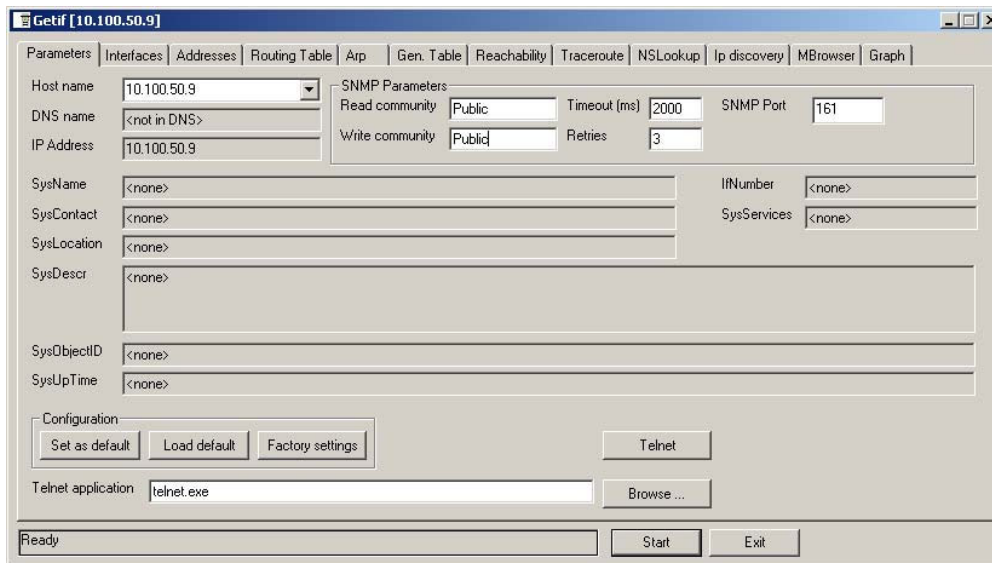 Getif [10.100.50.9]
Parameters Interfaces Addresses Routing Table Arp Gen. Table Reachability Traceroute NSLookup Ip discovery MBrowser Graph
Host name 10.100.50.9
DNS name <not in DNS>
IP Address 10.100.50.9
SNMP Parameters
Read community Public Timeout (ms) 2000 SNMP Port 161
Write community Public Retries 3
SysName <none> IfNumber <none>
SysContact <none> SysServices <none>
SysLocation <none>
SysDescr <none>
SysObjectID <none>
SysUpTime <none>
Configuration
Set as default Load default Factory settings Telnet
Telnet application telnet.exe Browse ...
Ready Start Exit